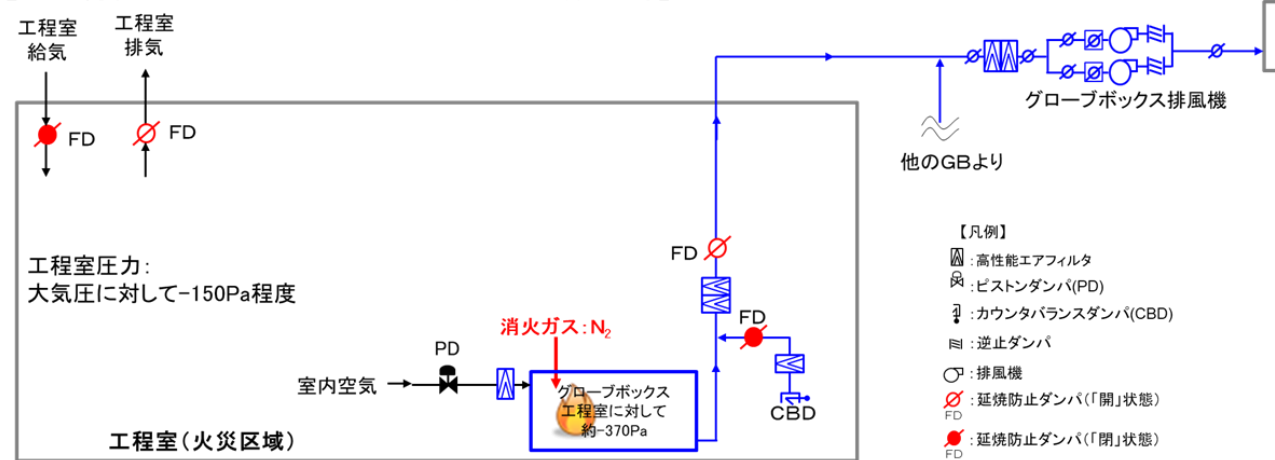 工程室
給気
工程室
排気
FD
FD
グローブボックス排風機
他のGBより
工程室圧力:
大気圧に対して-150Pa程度
FD
消火ガス:N₂
FD
PD
室内空気
グローブボックス
工程室に対して
約-370Pa
CBD
工程室(火災区域)
【凡例】
:高性能エアフィルタ
:ピストンダンパ(PD)
:カウンタバランスダンパ(CBD)
:逆止ダンパ
:排風機
:延焼防止ダンパ(「開」状態)
FD
:延焼防止ダンパ(「閉」状態)
FD